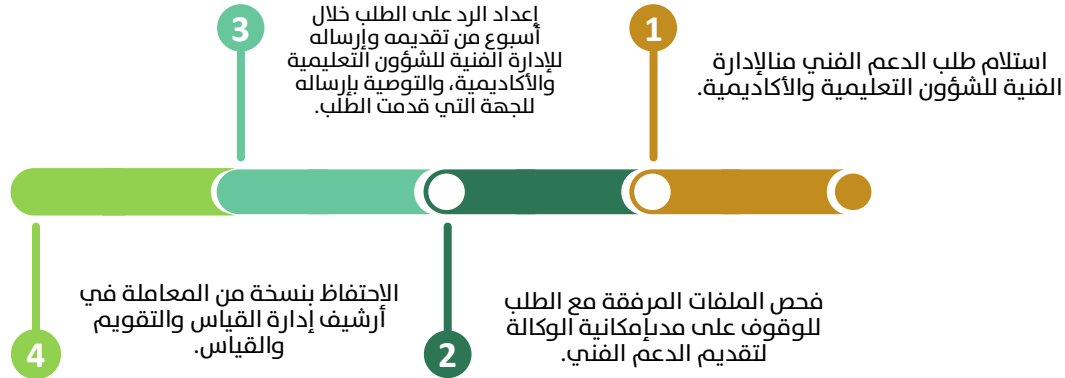 1
استلام طلب الدعم الفني منالإدارة
الفنية للشؤون التعليمية والأكاديمية.
2
فحص الملفات المرفقة مع الطلب
للوقوف على مدىإمكانية الوكالة
لتقديم الدعم الفني.
3
إعداد الرد على الطلب خلال
أسبوع من تقديمه وإرساله
للإدارة الفنية للشؤون التعليمية
والأكاديمية، والتوصية بإرساله
للجهة التي قدمت الطلب.
4
الاحتفاظ بنسخة من المعاملة في
أرشيف إدارة القياس والتقويم
والقياس.